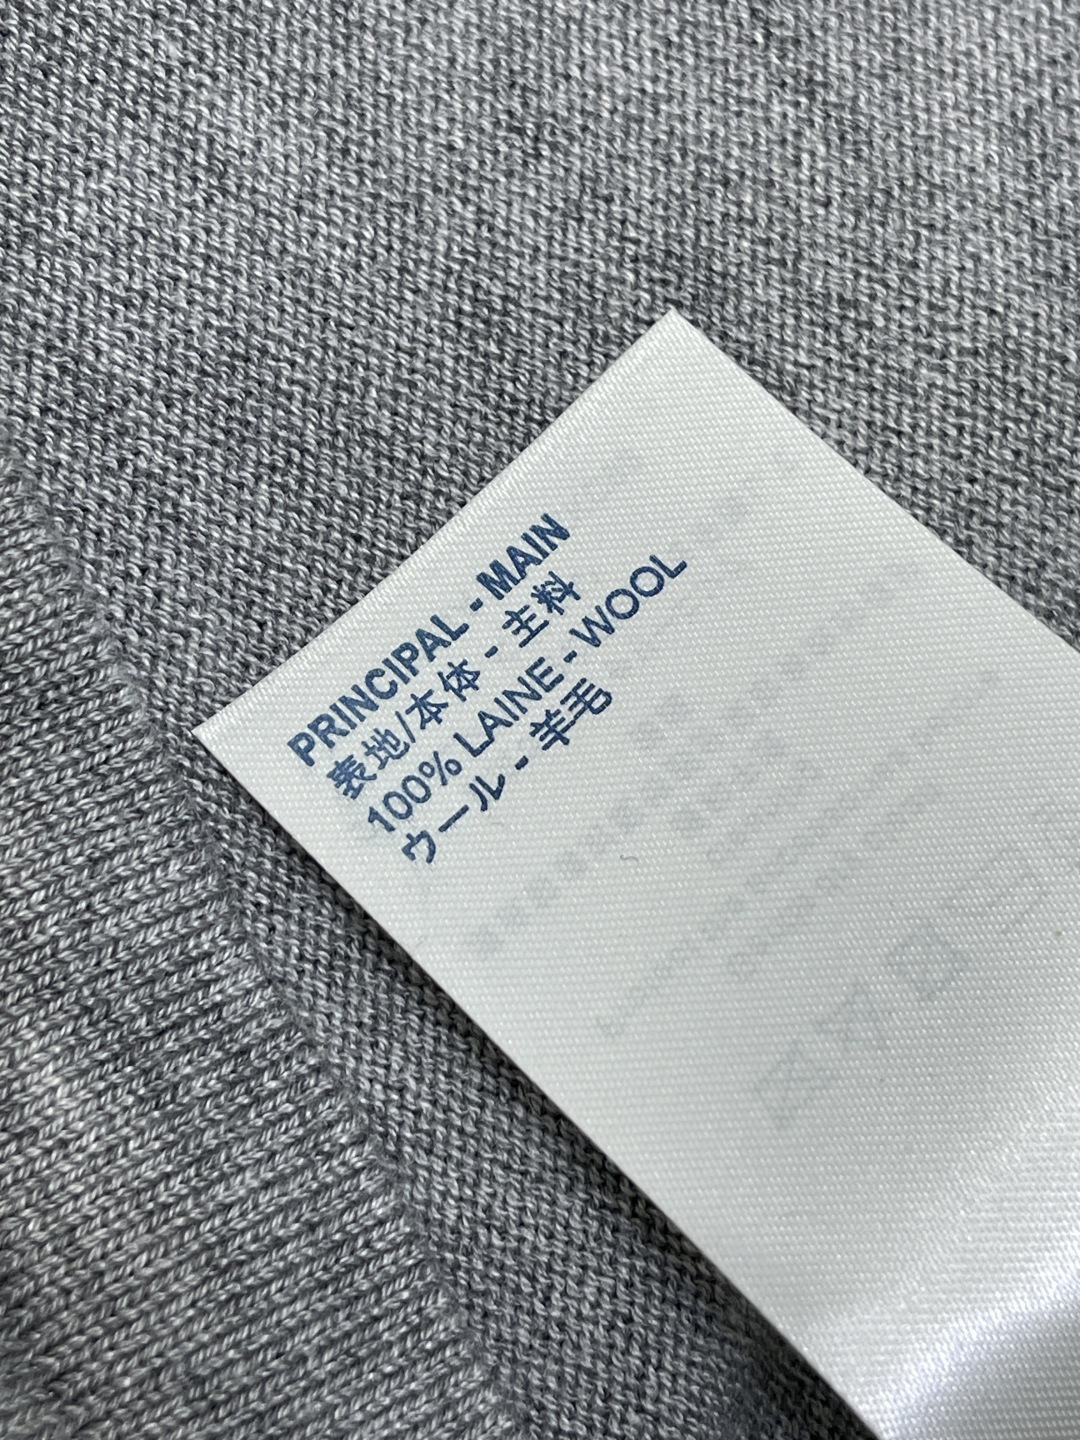 PRINCIPAL - MAIN
表地/本体 - 主料
100% LAINE - WOOL
ウール - 羊毛